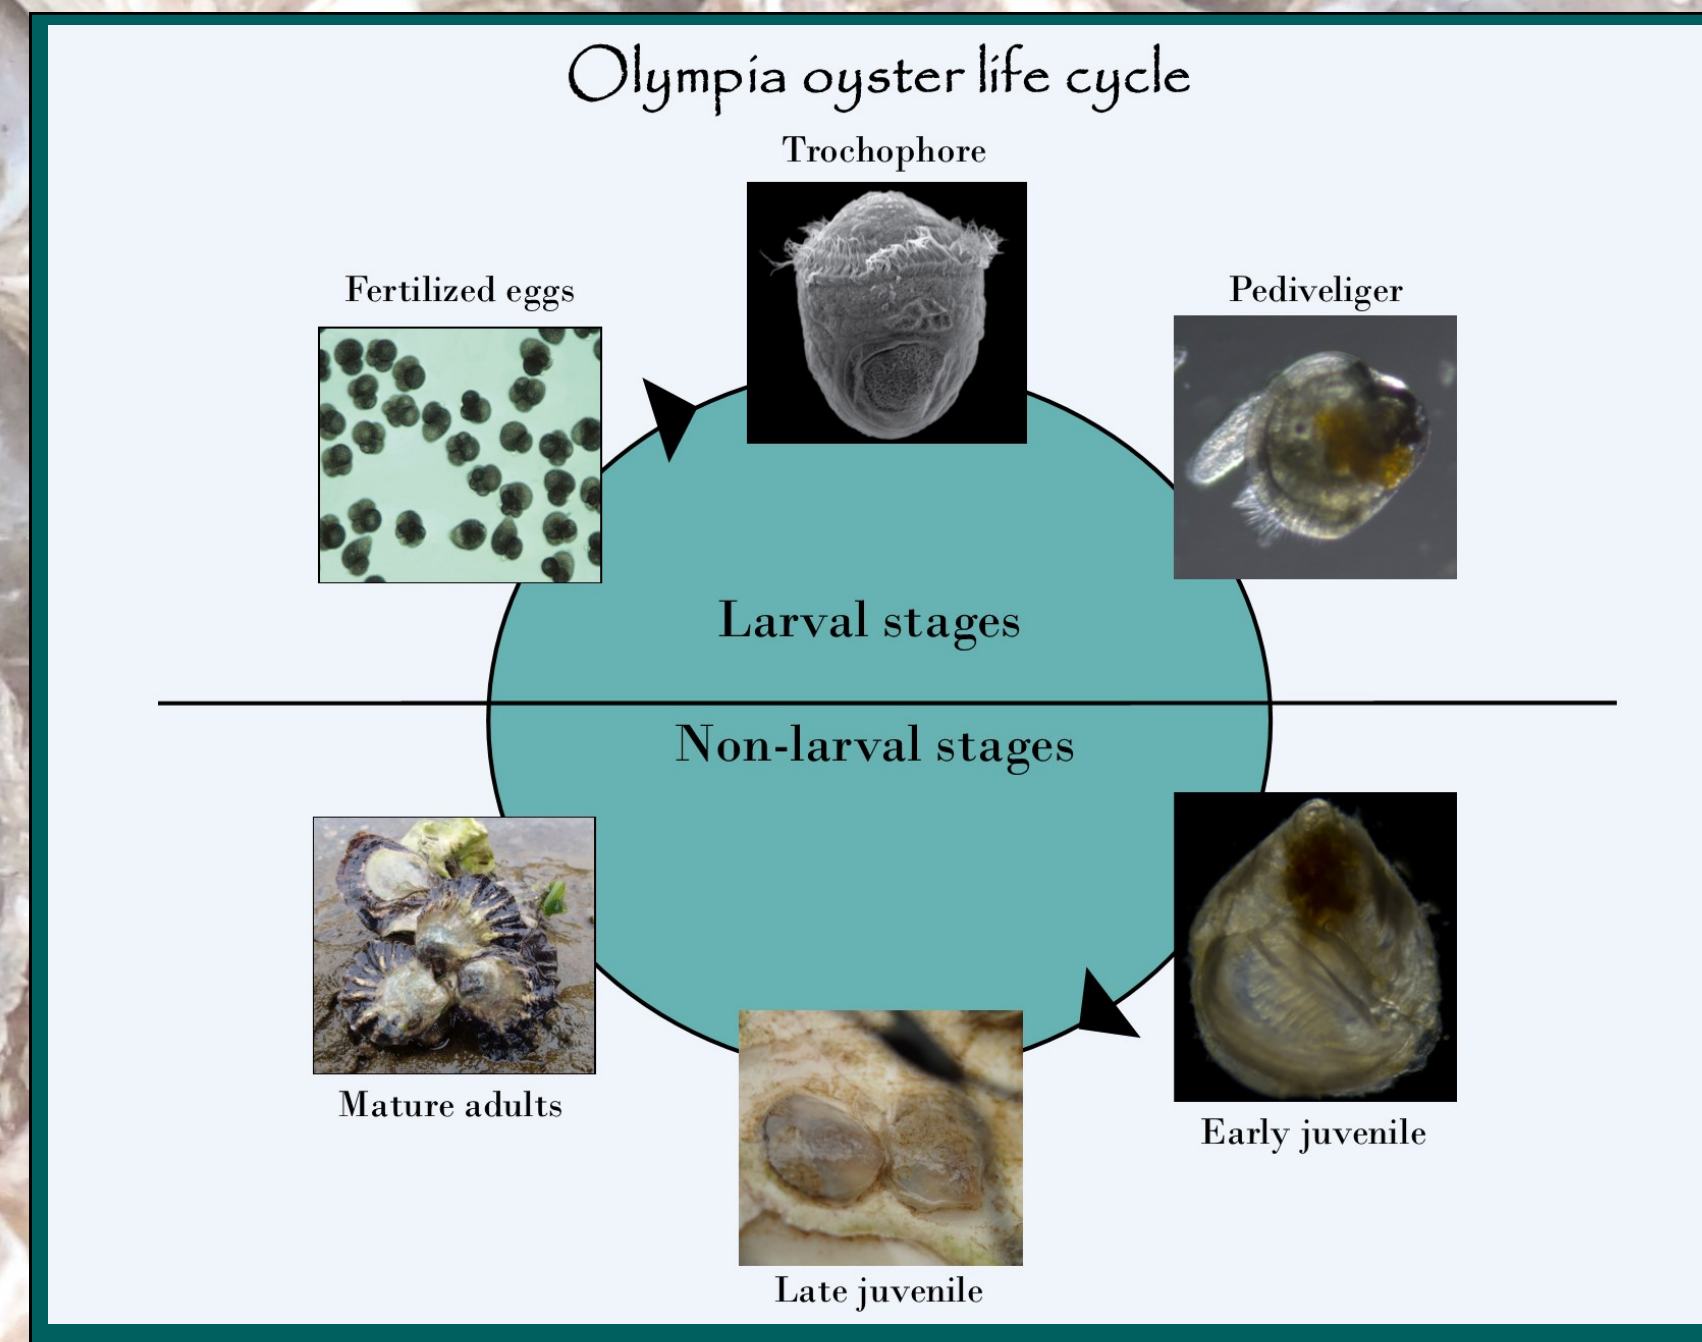 Olympia oyster life cycle
Trochophore
Fertilized eggs
Pediveliger
Larval stages
Non-larval stages
Mature adults
Early juvenile
Late juvenile